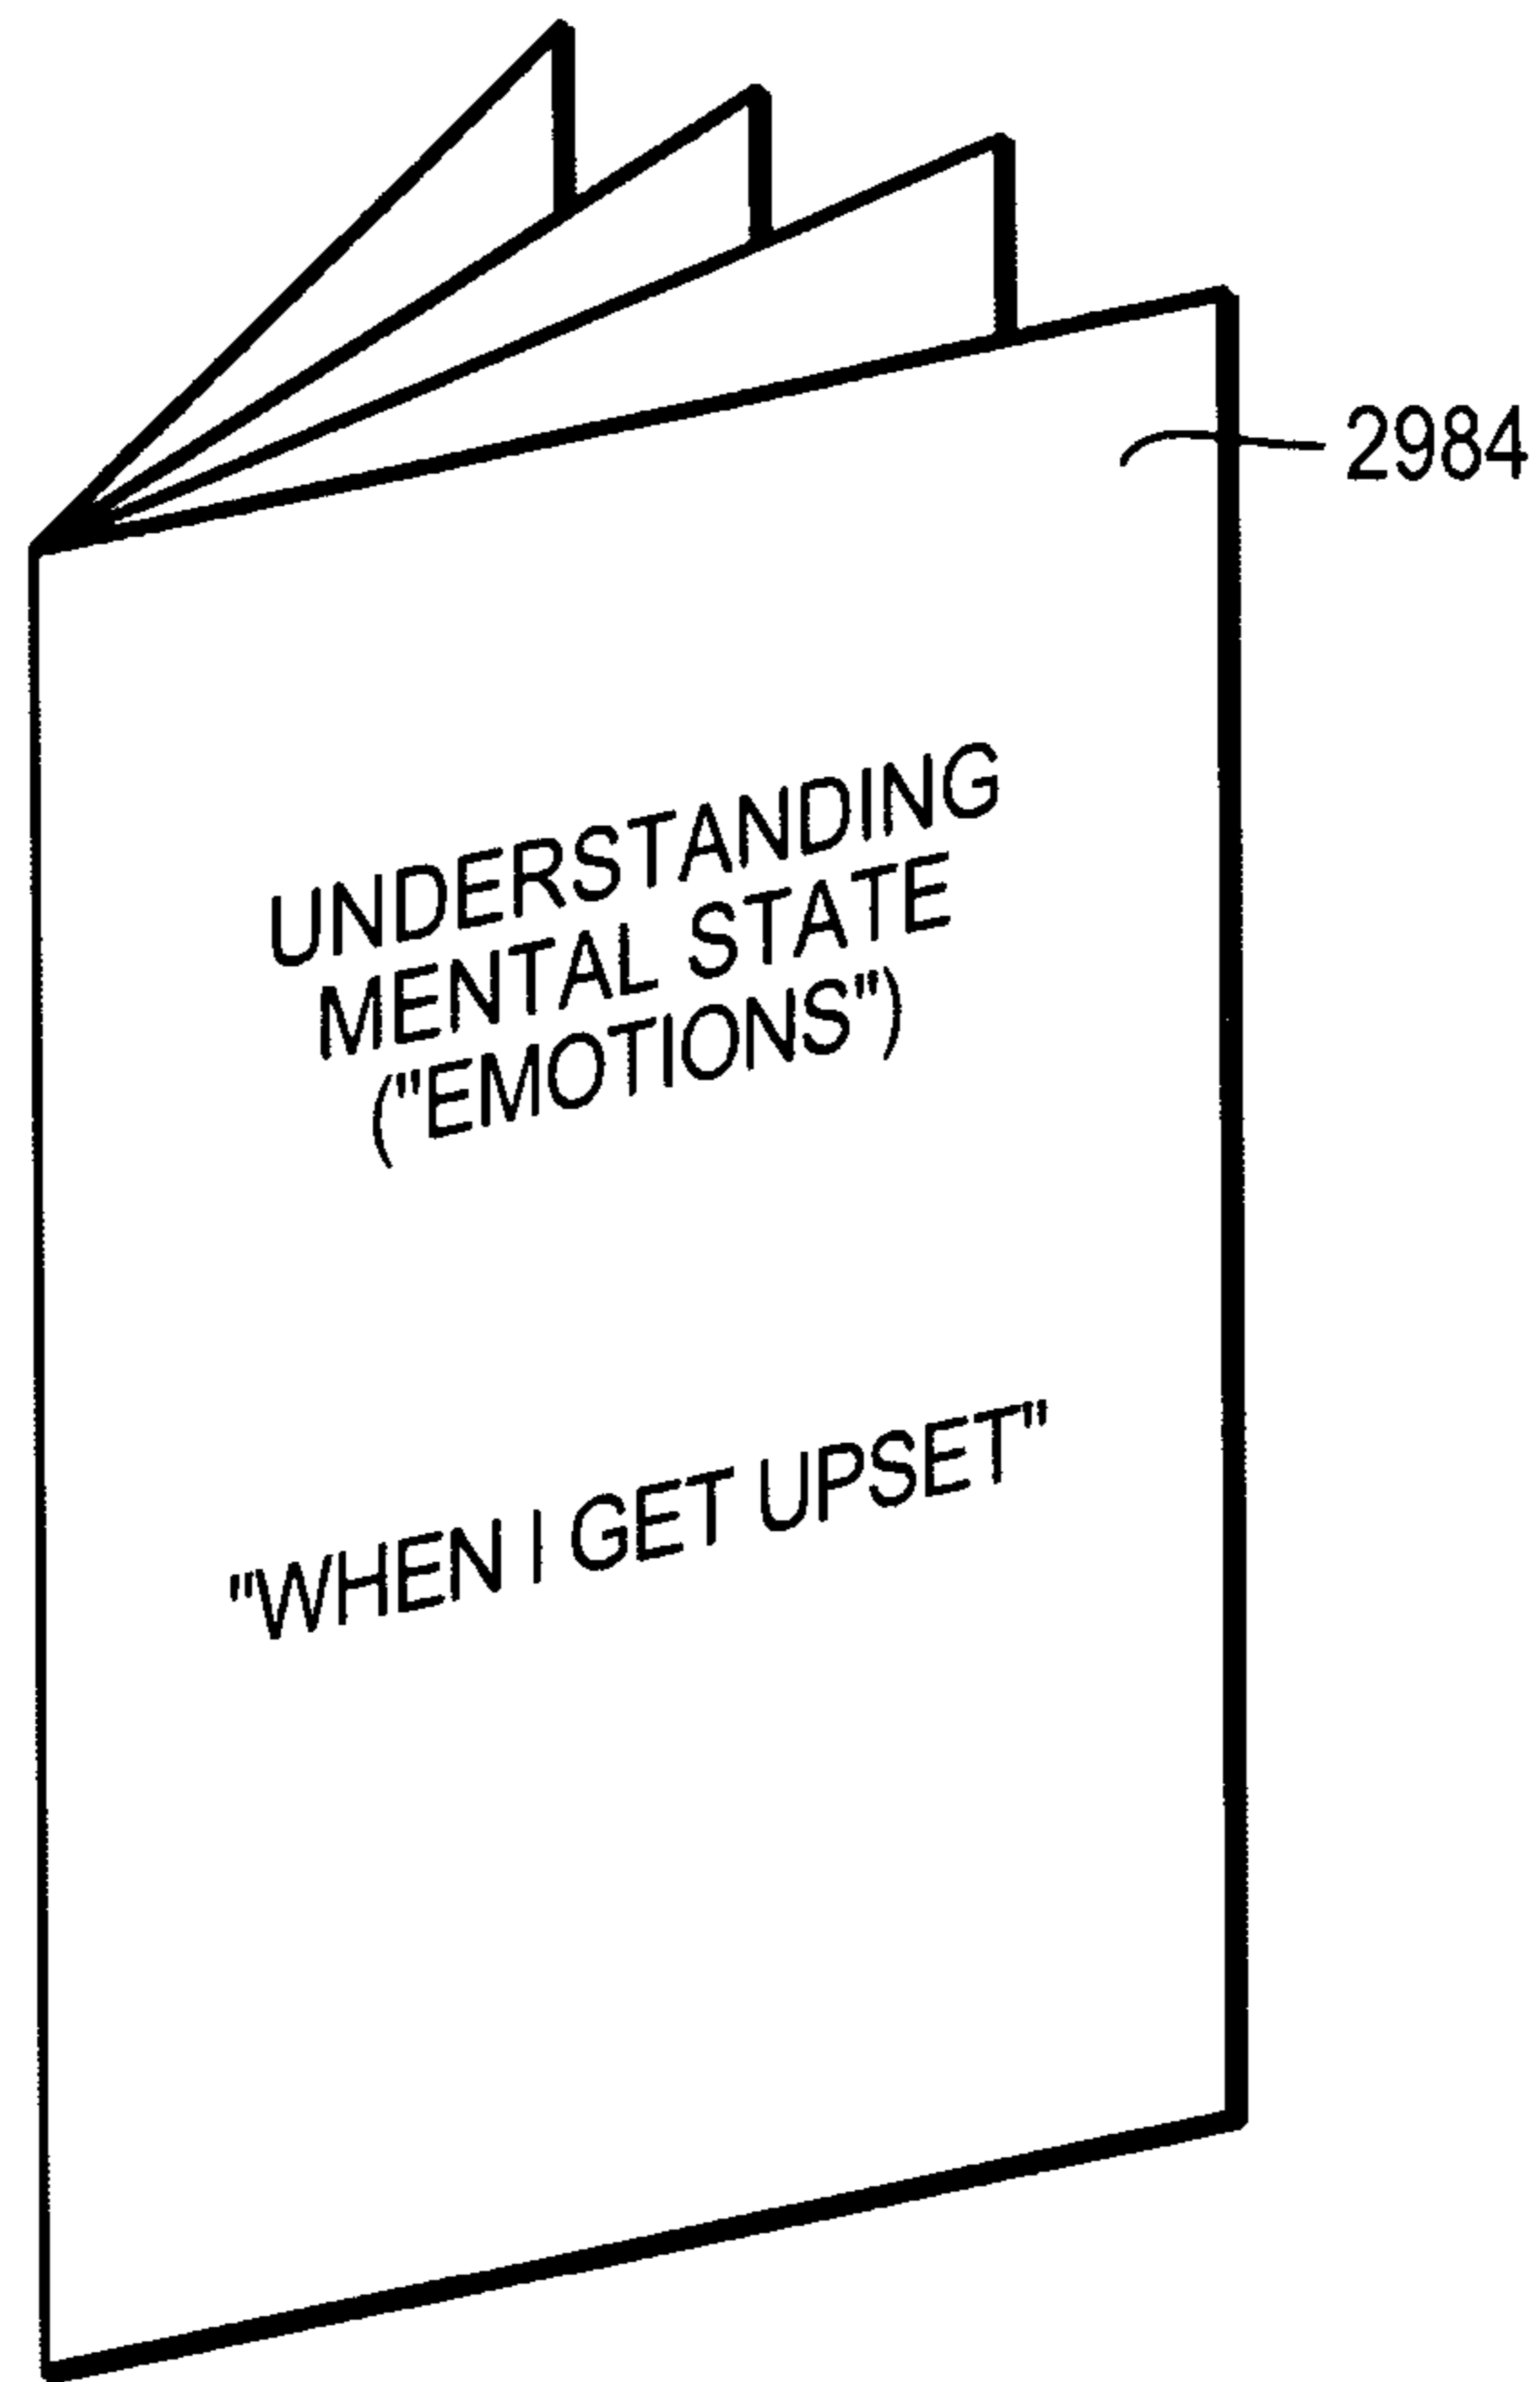 2984
UNDERSTANDING
MENTAL STATE
("EMOTIONS")
"WHEN I GET UPSET"